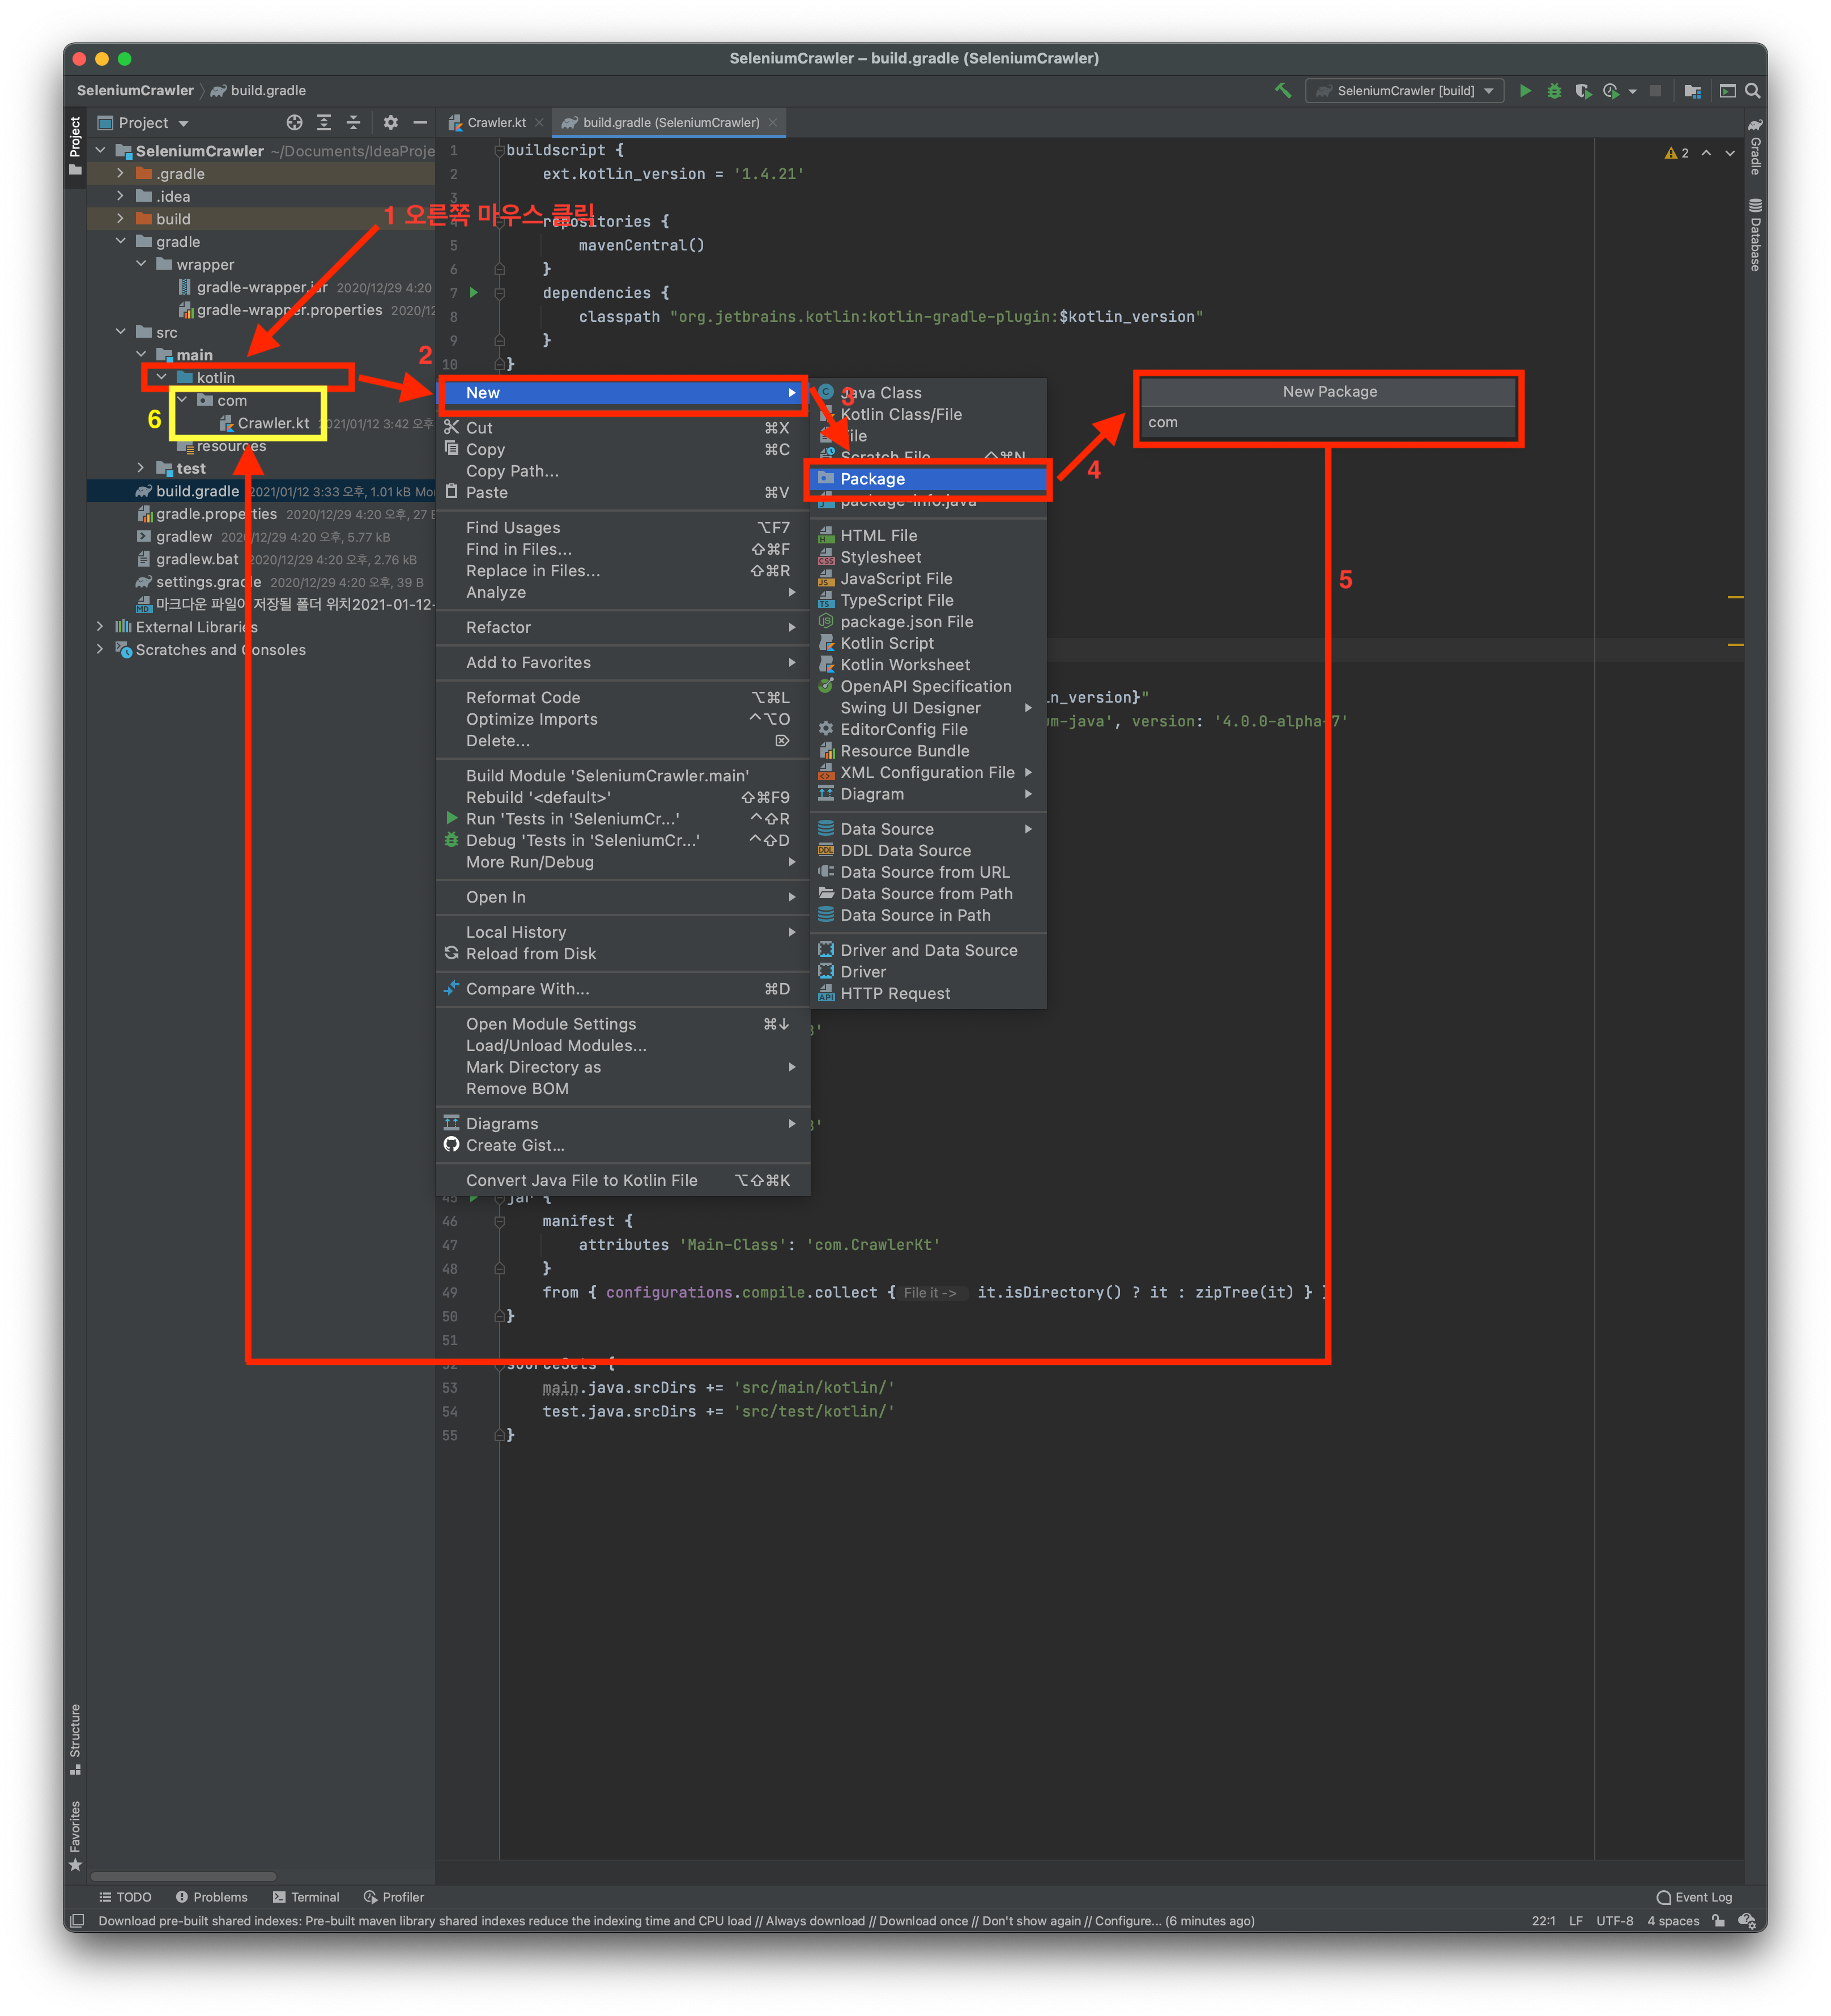 SeleniumCrawler – build.gradle (SeleniumCrawler)
SeleniumCrawler build.gradle
SeleniumCrawler [build]
Project
Project
Crawler.kt
build.gradle (SeleniumCrawler)
SeleniumCrawler ~/Documents/IdeaProje
.gradle
.idea
build
gradle
wrapper
gradle-wrapper.jar 2020/12/29 4:20
gradle-wrapper.properties 2020/12
src
main
kotlin
com
Crawler.kt 2021/01/12 3:42 오후
resources
test
build.gradle 2021/01/12 3:33 오후, 1.01 kB Mo
gradle.properties 2020/12/29 4:20 오후, 27 B
gradlew 2020/12/29 4:20 오후, 5.77 kB
gradlew.bat 2020/12/29 4:20 오후, 2.76 kB
settings.gradle 2020/12/29 4:20 오후, 39 B
마크다운 파일이 저장될 폴더 위치2021-01-12-
External Libraries
Scratches and Consoles
1 오른쪽 마우스 클릭
2
3
4
5
6
1 buildscript {
2 ext.kotlin_version = '1.4.21'
3
4 repositories {
5 mavenCentral()
6 }
7 dependencies {
8 classpath "org.jetbrains.kotlin:kotlin-gradle-plugin:$kotlin_version"
9 }
10 }
New
Cut ⌘X
Copy ⌘C
Copy Path...
Paste ⌘V
Find Usages ⌥F7
Find in Files... ⇧⌘F
Replace in Files... ⇧⌘R
Analyze
Refactor
Add to Favorites
Reformat Code ⌥⌘L
Optimize Imports ^⌥O
Delete... ⌦
Build Module 'SeleniumCrawler.main'
Rebuild '<default>' ⇧⌘F9
Run 'Tests in 'SeleniumCr...' ^⇧R
Debug 'Tests in 'SeleniumCr...' ^⇧D
More Run/Debug
Open In
Local History
Reload from Disk
Compare With... ⌘D
Open Module Settings ⌘↓
Load/Unload Modules...
Mark Directory as
Remove BOM
Diagrams
Create Gist...
Convert Java File to Kotlin File ⌥⇧⌘K
Java Class
Kotlin Class/File
File
Scratch File ⇧⌘N
Package
package-info.java
HTML File
Stylesheet
JavaScript File
TypeScript File
package.json File
Kotlin Script
Kotlin Worksheet
OpenAPI Specification
Swing UI Designer
EditorConfig File
Resource Bundle
XML Configuration File
Diagram
Data Source
DDL Data Source
Data Source from URL
Data Source from Path
Data Source in Path
Driver and Data Source
Driver
HTTP Request
New Package
com
in_version}"
um-java', version: '4.0.0-alpha-7'
45 jar {
46 manifest {
47 attributes 'Main-Class': 'com.CrawlerKt'
48 }
49 from { configurations.compile.collect { File it -> it.isDirectory() ? it : zipTree(it) } }
50 }
51
52 sourceSets {
53 main.java.srcDirs += 'src/main/kotlin/'
54 test.java.srcDirs += 'src/test/kotlin/'
55 }
2
Gradle
Database
Structure
Favorites
TODO Problems Terminal Profiler Event Log
Download pre-built shared indexes: Pre-built maven library shared indexes reduce the indexing time and CPU load // Always download // Download once // Don't show again // Configure... (6 minutes ago) 22:1 LF UTF-8 4 spaces